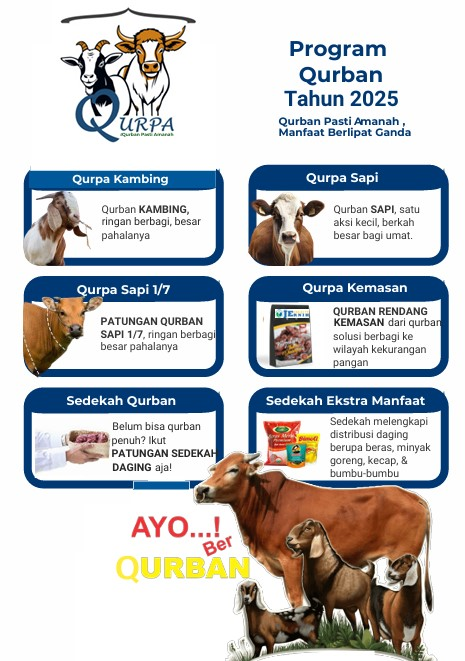 QURPA
#Qurban Pasti Amanah
Program
Qurban
Tahun 2025
Qurban Pasti Amanah ,
Manfaat Berlipat Ganda
Qurpa Kambing
Qurban KAMBING,
ringan berbagi, besar
pahalanya
Qurpa Sapi
Qurban SAPI, satu
aksi kecil, berkah
besar bagi umat.
Qurpa Sapi 1/7
PATUNGAN QURBAN
SAPI 1/7, ringan berbagi
besar pahalanya
Qurpa Kemasan
QURBAN RENDANG
KEMASAN dari qurban
solusi berbagi ke
wilayah kekurangan
pangan
Sedekah Qurban
Belum bisa qurban
penuh? Ikut
PATUNGAN SEDEKAH
DAGING aja!
Sedekah Ekstra Manfaat
Sedekah melengkapi
distribusi daging
berupa beras, minyak
goreng, kecap, &
bumbu-bumbu
AYO...!
Ber
QURBAN